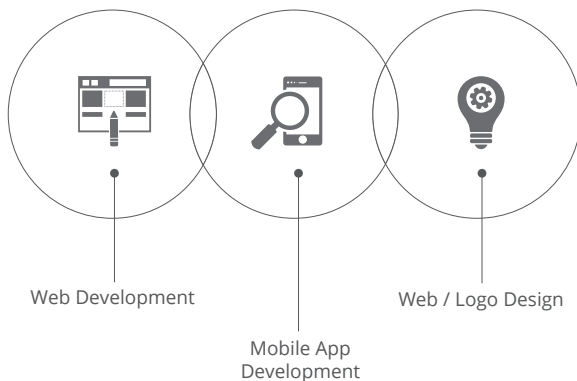 Web Development
Mobile App
Development
Web / Logo Design